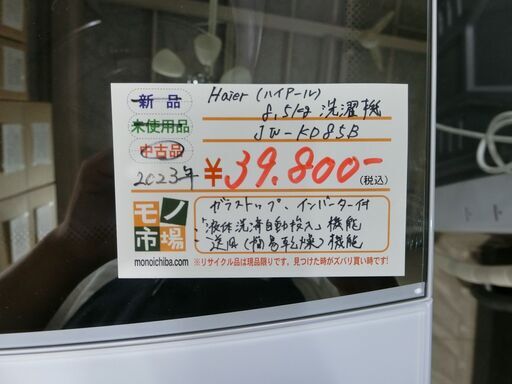 新品
未使用品
中古品
2023年
Haier (ハイアール)
8.5kg 洗濯機
JW-KD85B
¥39.800-
(税込)
ガラストップ、インバーター付
「液体洗済自動投入」機能
送風(簡易乾燥)機能
モノ
市場
monoichiba.com
※リサイクル品は現品限りです、見つけた時がズバリ買い時です!